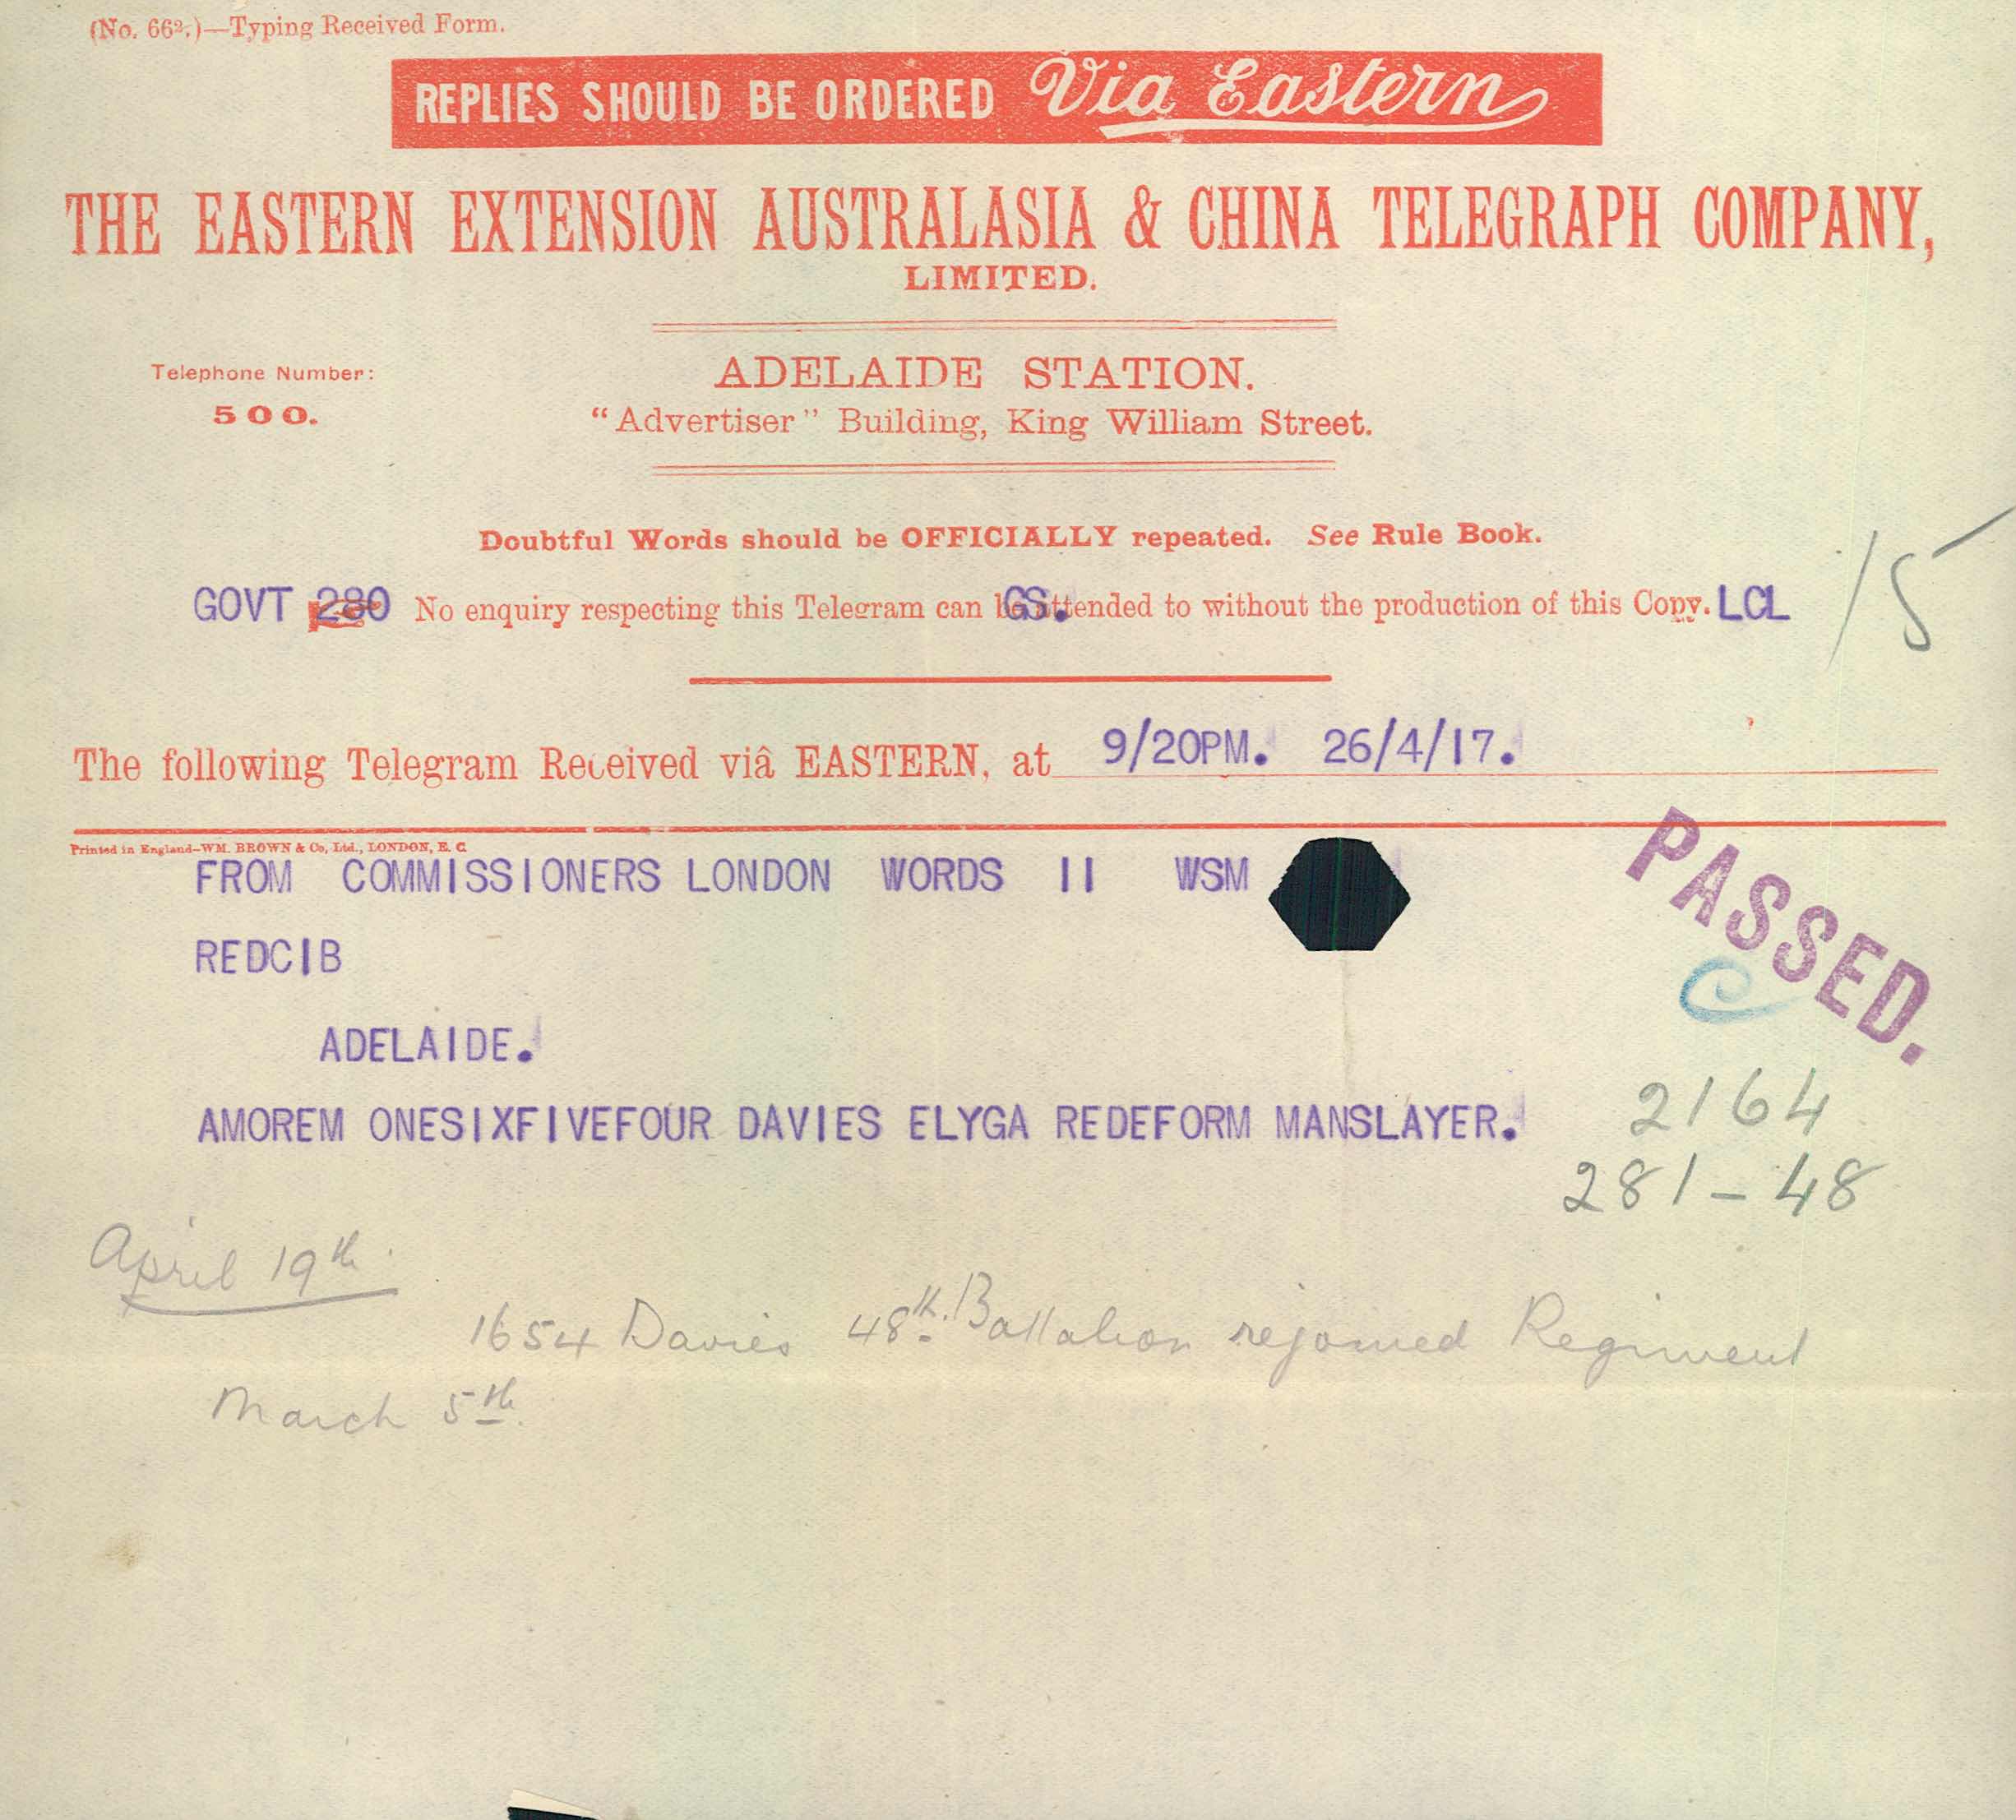 (No. 66².)—Typing Received Form.
REPLIES SHOULD BE ORDERED Via Eastern
THE EASTERN EXTENSION AUSTRALASIA & CHINA TELEGRAPH COMPANY,
LIMITED.
Telephone Number:
500.
ADELAIDE STATION.
"Advertiser" Building, King William Street.
Doubtful Words should be OFFICIALLY repeated. See Rule Book.
GOVT 280 No enquiry respecting this Telegram can be attended to without the production of this Copy. LCL
GS.
/5
The following Telegram Received viâ EASTERN, at 9/20PM. 26/4/17.
Printed in England—WM. BROWN & Co, Ltd., LONDON, E. C.
FROM COMMISSIONERS LONDON WORDS II WSM
PASSED.
REDCIB
ADELAIDE.
AMOREM ONESIXFIVEFOUR DAVIES ELYGA REDEFORM MANSLAYER.
2164
281-48
April 19th.
1654 Davies 48th. Battalion rejoined Regiment
March 5th.